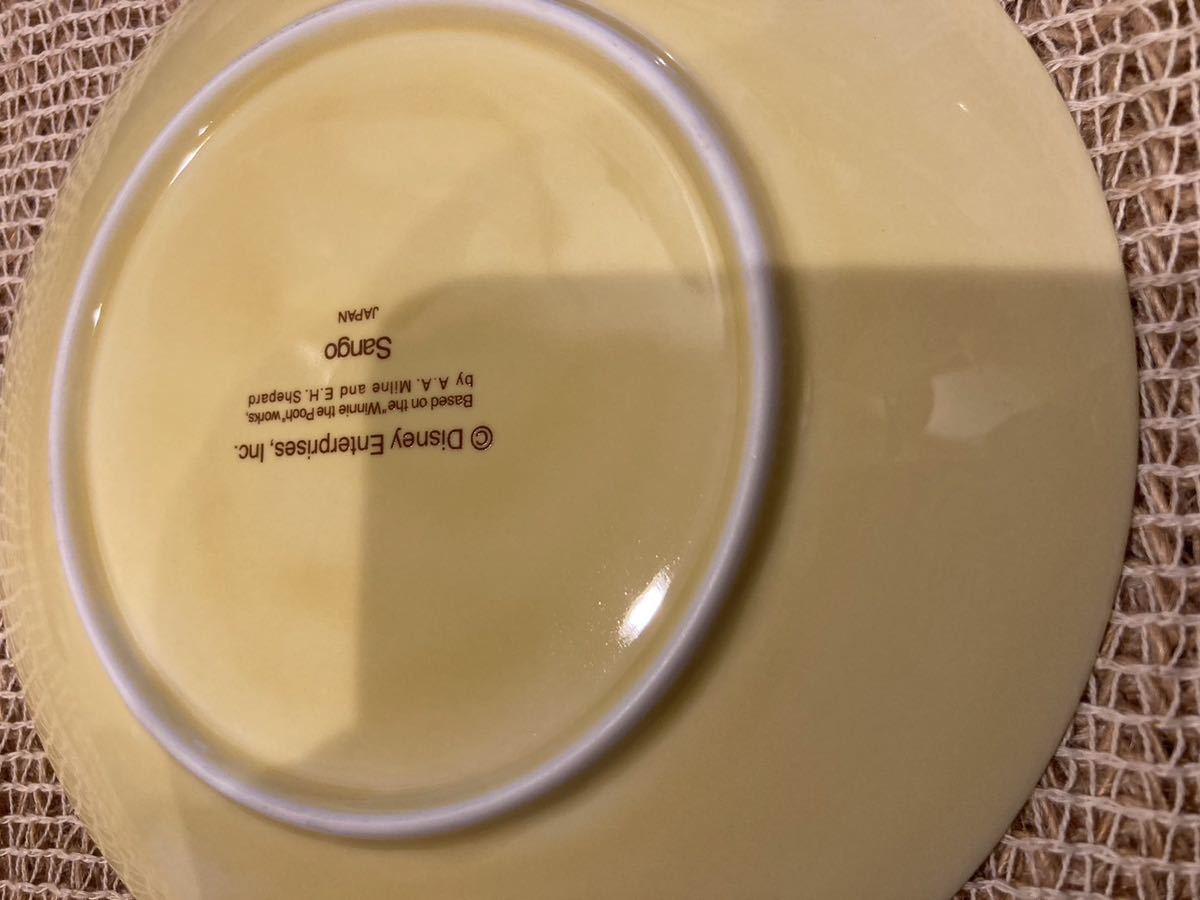 © Disney Enterprises, Inc.
Based on the "Winnie the Pooh" works,
by A.A. Milne and E.H. Shepard
Sango
JAPAN